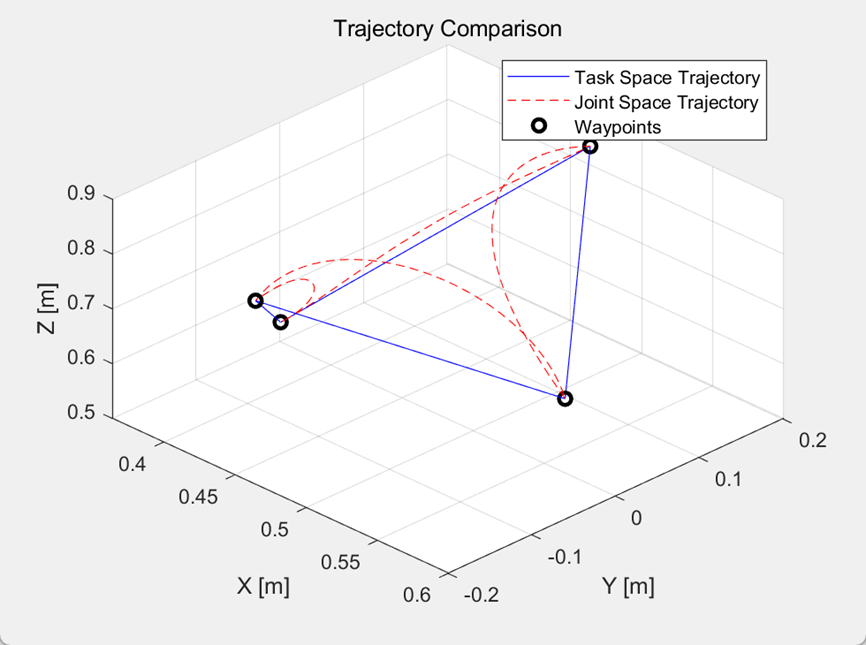 Trajectory Comparison
Task Space Trajectory
Joint Space Trajectory
Waypoints
0.9
0.8
0.7
0.6
0.5
Z [m]
0.4
0.45
0.5
0.55
0.6
X [m]
-0.2
-0.1
0
0.1
0.2
Y [m]